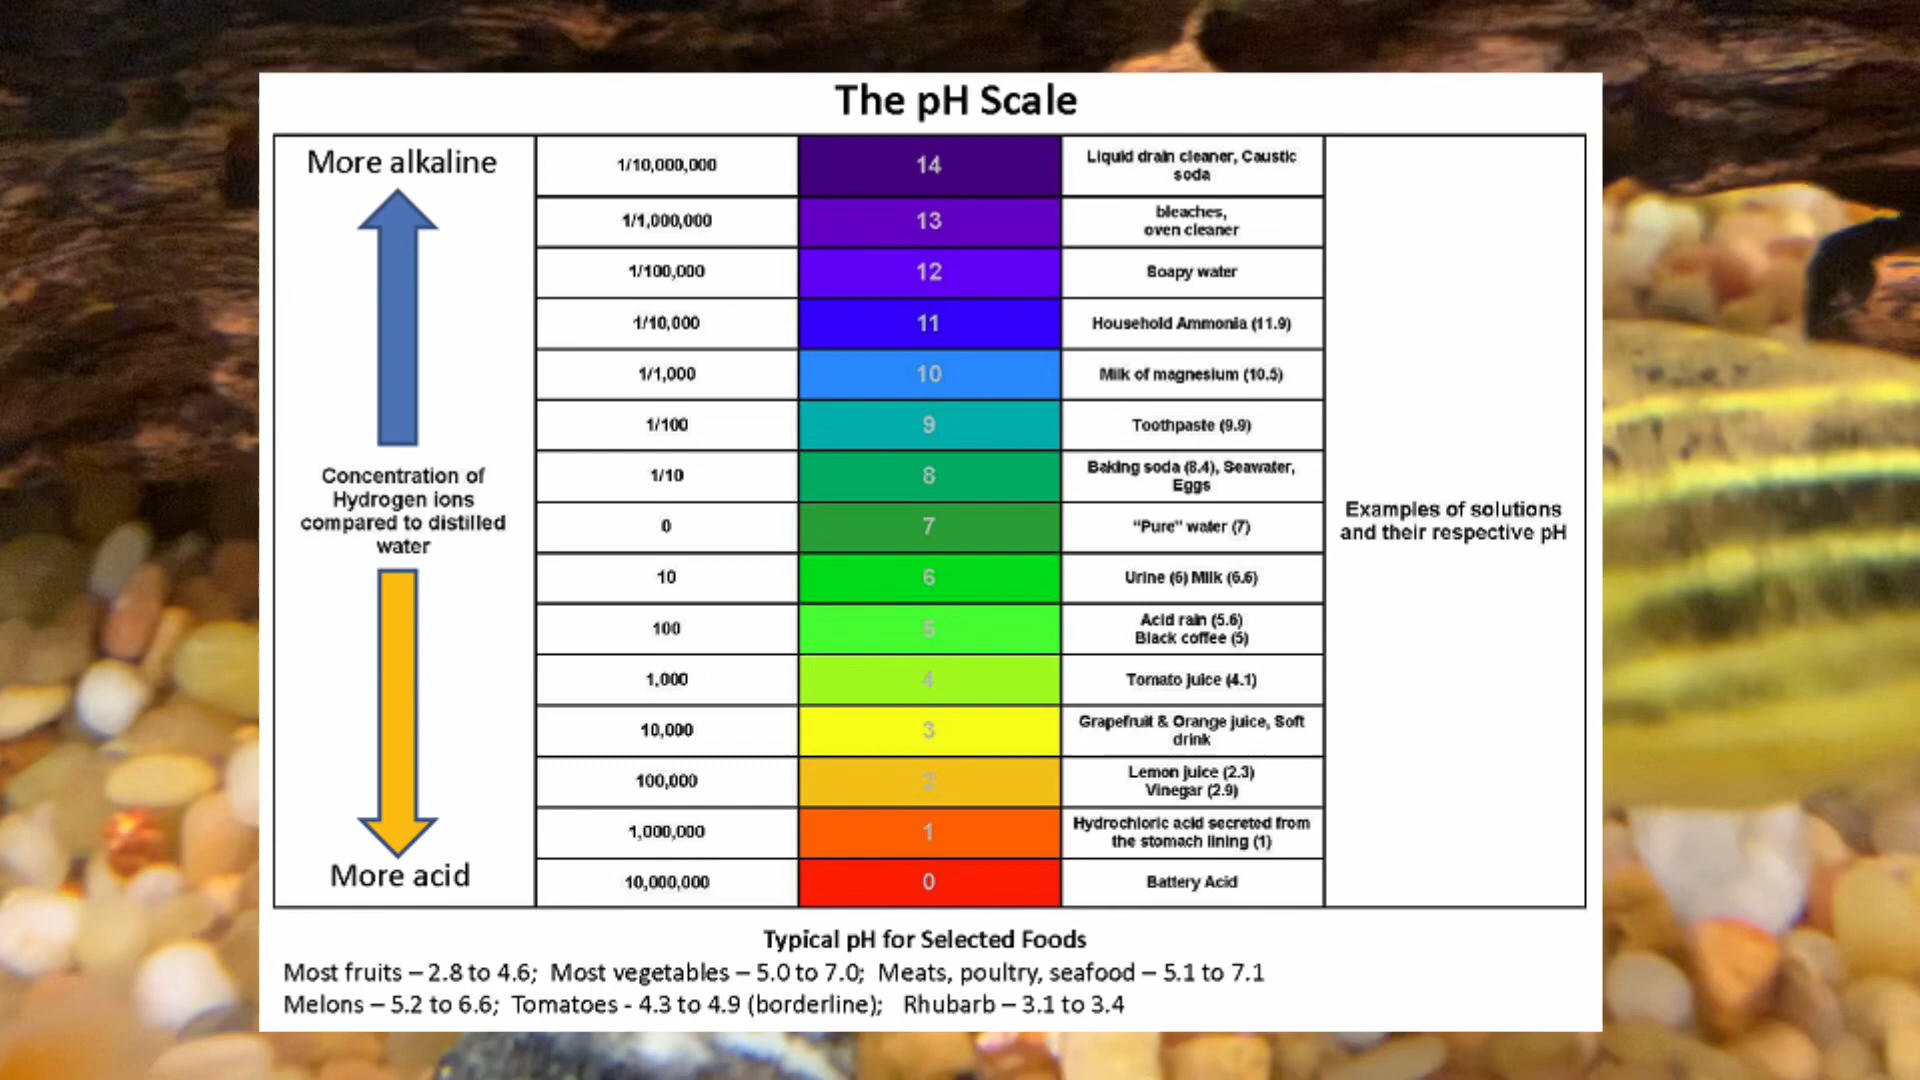 The pH Scale
More alkaline
Concentration of
Hydrogen ions
compared to distilled
water
More acid
1/10,000,000 14 Liquid drain cleaner, Caustic
soda
1/1,000,000 13 bleaches,
oven cleaner
1/100,000 12 Soapy water
1/10,000 11 Household Ammonia (11.9)
1/1,000 10 Milk of magnesium (10.5)
1/100 9 Toothpaste (9.9)
1/10 8 Baking soda (8.4), Seawater,
Eggs
0 7 "Pure" water (7)
10 6 Urine (6) Milk (6.6)
100 5 Acid rain (5.6)
Black coffee (5)
1,000 4 Tomato juice (4.1)
10,000 3 Grapefruit & Orange juice, Soft
drink
100,000 2 Lemon juice (2.3)
Vinegar (2.9)
1,000,000 1 Hydrochloric acid secreted from
the stomach lining (1)
10,000,000 0 Battery Acid
Examples of solutions
and their respective pH
Typical pH for Selected Foods
Most fruits – 2.8 to 4.6; Most vegetables – 5.0 to 7.0; Meats, poultry, seafood – 5.1 to 7.1
Melons – 5.2 to 6.6; Tomatoes - 4.3 to 4.9 (borderline); Rhubarb – 3.1 to 3.4